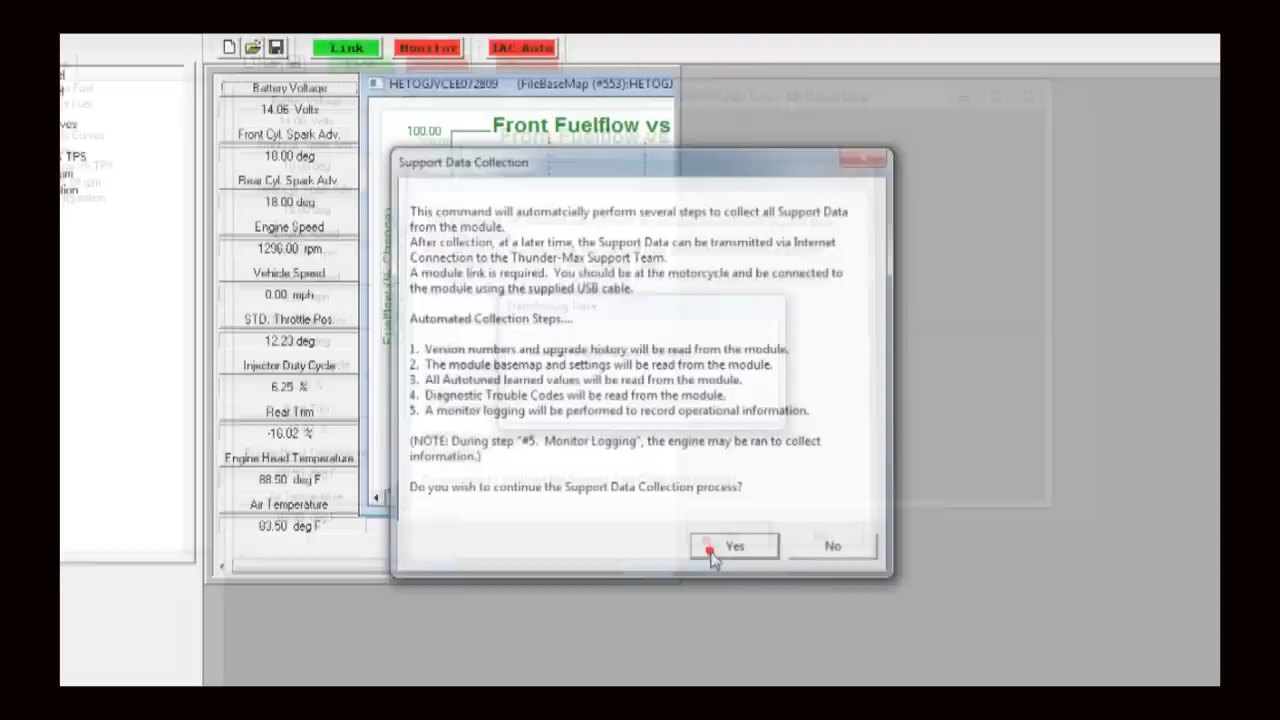 Link
Monitor
IAC Auto
Battery Voltage
14.06 Volts
Front Cyl. Spark Adv.
18.00 deg
Rear Cyl. Spark Adv.
18.00 deg
Engine Speed
1296.00 rpm
Vehicle Speed
0.00 mph
STD. Throttle Pos.
12.23 deg
Injector Duty Cycle
6.25 %
Rear Trim
-16.02 %
Engine Head Temperature
88.50 deg F
Air Temperature
83.50 deg F
HETOGJVCEE072809 (FileBaseMap (#553):HETOGJ
100.00
Front Fuelflow vs
TPS
Support Data Collection
This command will automatcially perform several steps to collect all Support Data
from the module.
After collection, at a later time, the Support Data can be transmitted via Internet
Connection to the Thunder-Max Support Team.
A module link is required. You should be at the motorcycle and be connected to
the module using the supplied USB cable.
Automated Collection Steps....
1. Version numbers and upgrade history will be read from the module.
2. The module basemap and settings will be read from the module.
3. All Autotuned learned values will be read from the module.
4. Diagnostic Trouble Codes will be read from the module.
5. A monitor logging will be performed to record operational information.
(NOTE: During step "#5. Monitor Logging", the engine may be ran to collect
information.)
Do you wish to continue the Support Data Collection process?
Yes
No